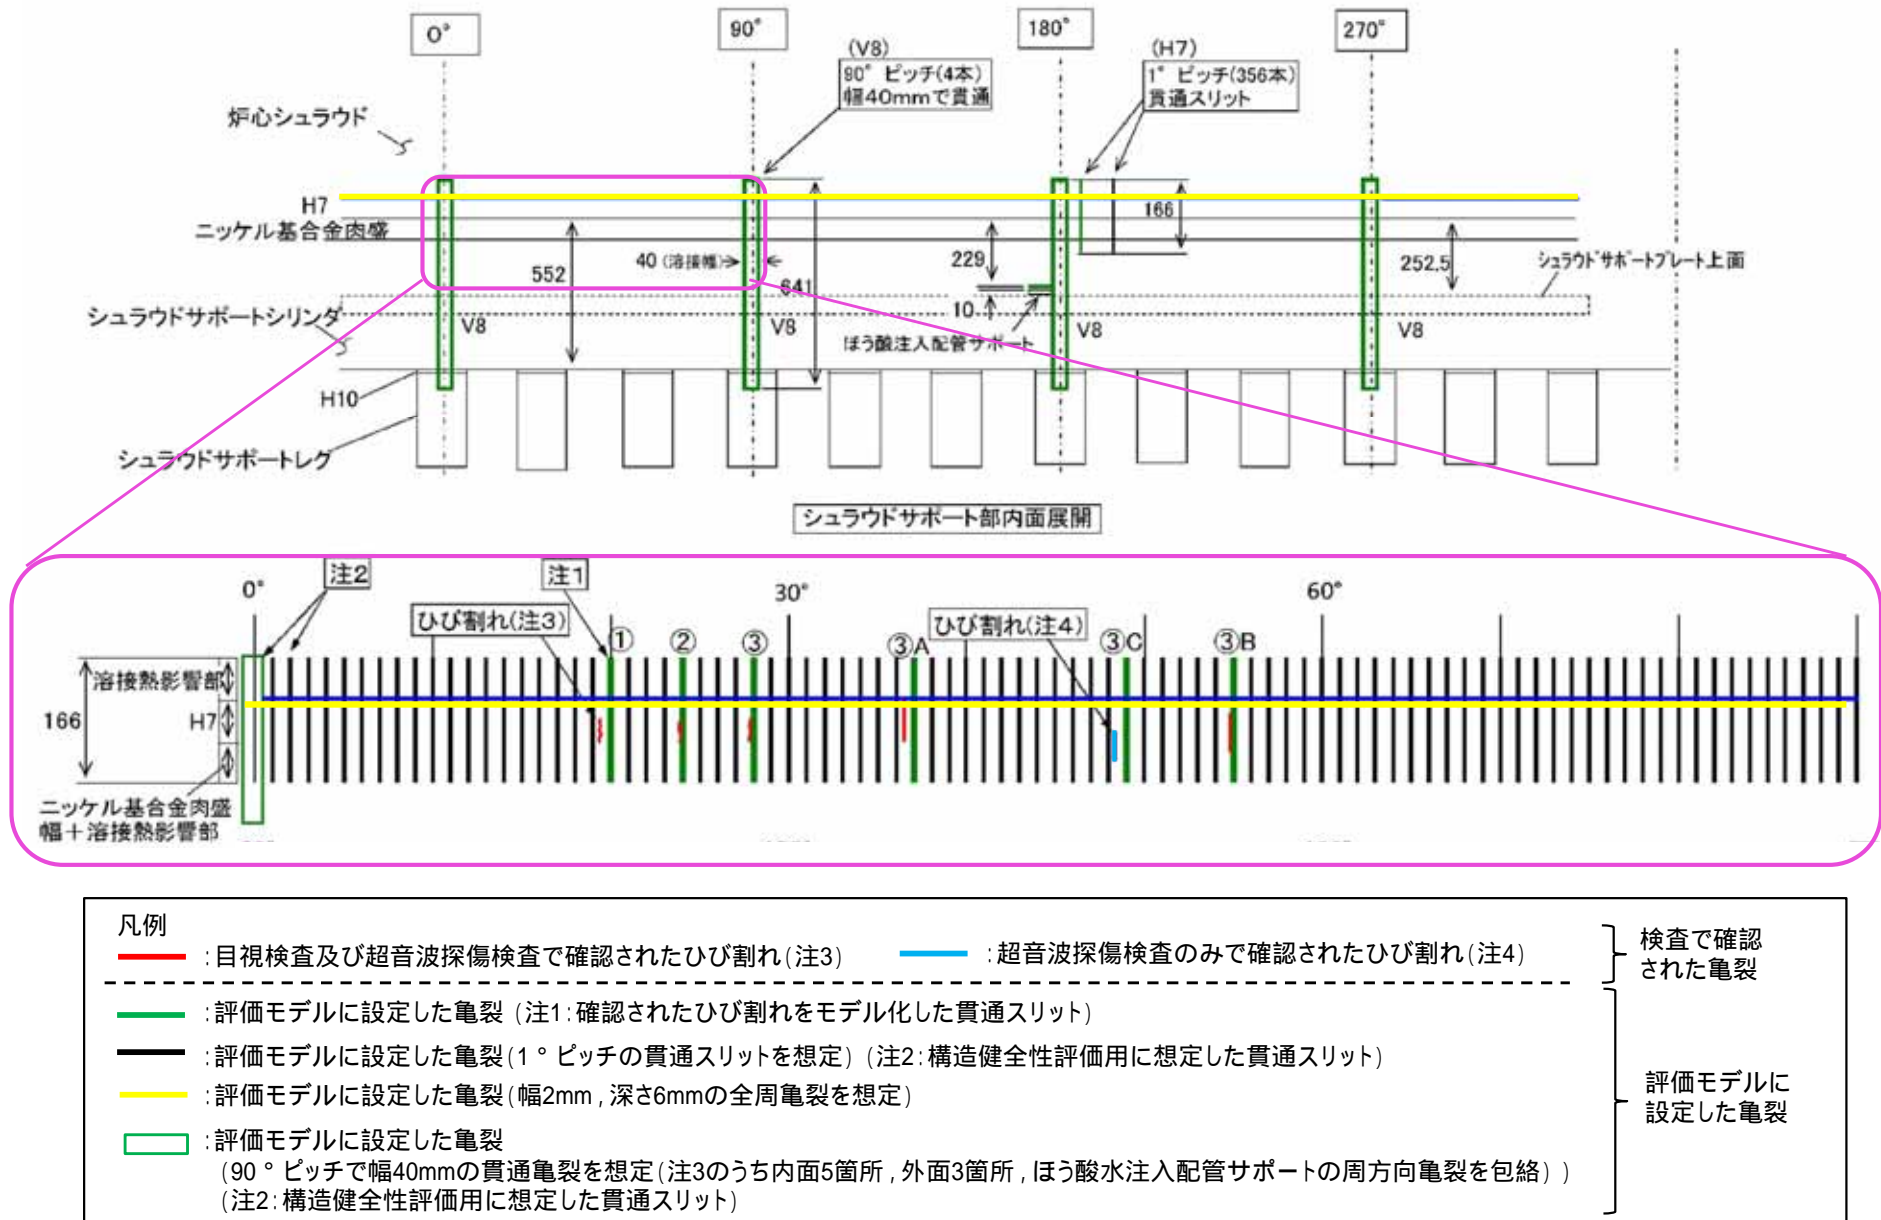 0°
90°
180°
270°
(V8)
90° ピッチ(4本)
幅40mmで貫通
(H7)
1° ピッチ(356本)
貫通スリット
炉心シュラウド
H7
ニッケル基合金肉盛
166
552
40 (溶接幅)
641
229
252.5
シュラウドサポートプレート上面
10
シュラウドサポートシリンダ
V8
V8
V8
V8
ほう酸注入配管サポート
H10
シュラウドサポートレグ
シュラウドサポート部内面展開
0°
注2
注1
30°
60°
ひび割れ(注3)
ひび割れ(注4)
①
②
③
③A
③C
③B
溶接熱影響部
166
H7
ニッケル基合金肉盛
幅+溶接熱影響部
凡例
:目視検査及び超音波探傷検査で確認されたひび割れ(注3)
:超音波探傷検査のみで確認されたひび割れ(注4)
検査で確認
された亀裂
:評価モデルに設定した亀裂 (注1:確認されたひび割れをモデル化した貫通スリット)
:評価モデルに設定した亀裂(1°ピッチの貫通スリットを想定) (注2:構造健全性評価用に想定した貫通スリット)
:評価モデルに設定した亀裂(幅2mm,深さ6mmの全周亀裂を想定)
:評価モデルに設定した亀裂
(90°ピッチで幅40mmの貫通亀裂を想定(注3のうち内面5箇所,外面3箇所,ほう酸水注入配管サポートの周方向亀裂を包絡))
(注2:構造健全性評価用に想定した貫通スリット)
評価モデルに
設定した亀裂